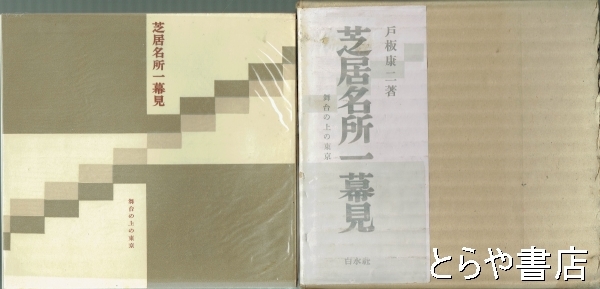 芝居名所一幕見
舞台の上の東京
戸板康二著
芝居名所一幕見
舞台の上の東京
白水社
とらや書店